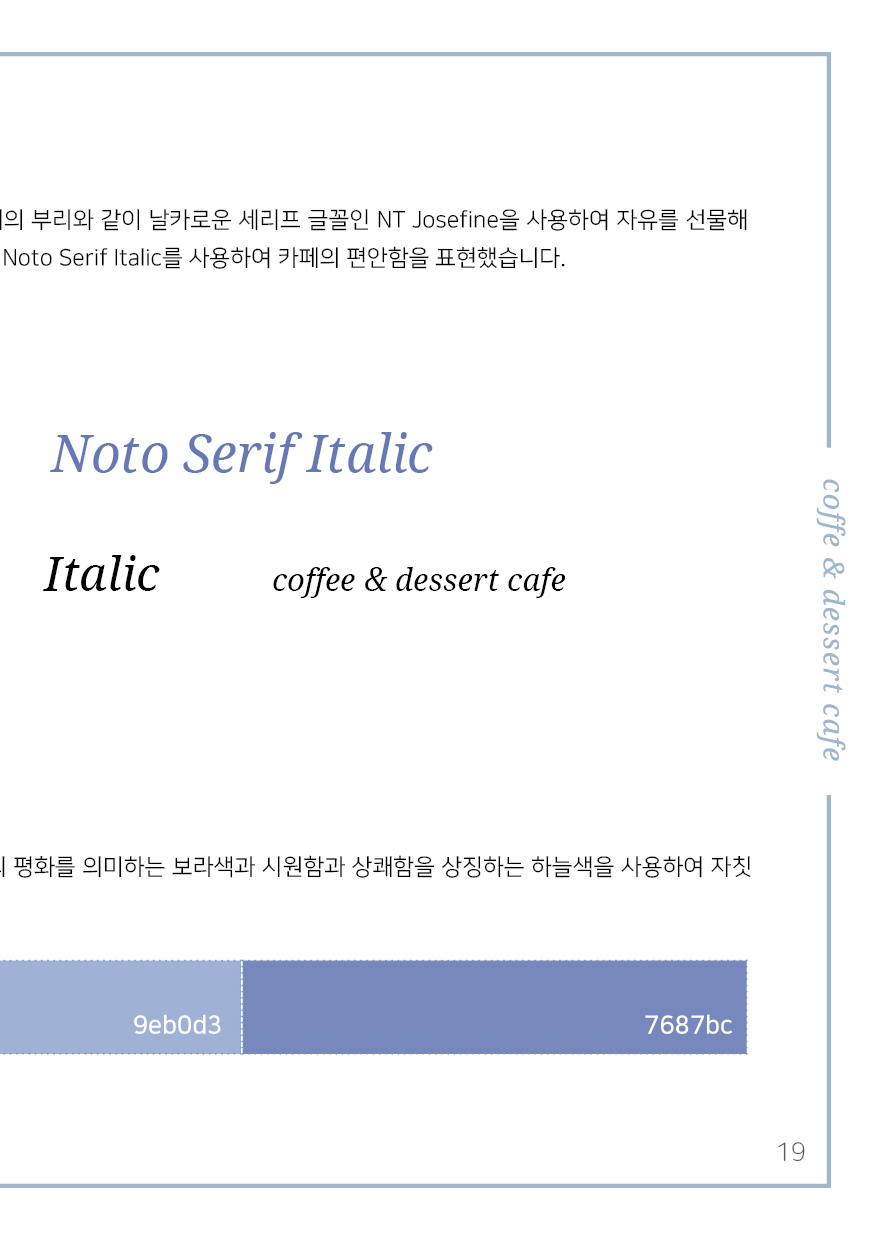 의 부리와 같이 날카로운 세리프 글꼴인 NT Josefine을 사용하여 자유를 선물해
Noto Serif Italic를 사용하여 카페의 편안함을 표현했습니다.
Noto Serif Italic
Italic
coffee & dessert cafe
coffe & dessert cafe
평화를 의미하는 보라색과 시원함과 상쾌함을 상징하는 하늘색을 사용하여 자칫
9eb0d3
7687bc
19